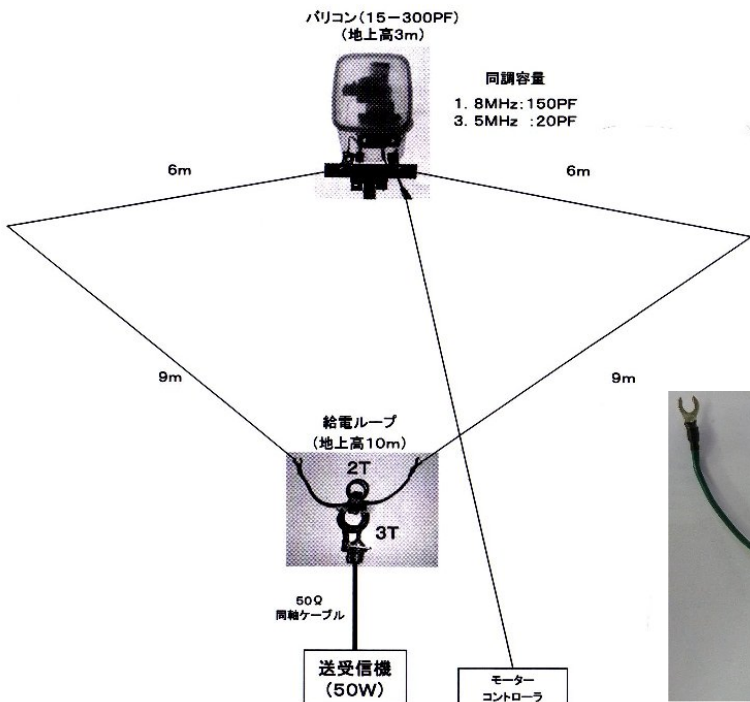 バリコン(15－300PF)
(地上高3m)
同調容量
1. 8MHz:150PF
3. 5MHz :20PF
6m
6m
9m
9m
給電ループ
(地上高10m)
2T
3T
50Ω
同軸ケーブル
送受信機
(50W)
モーター
コントローラ